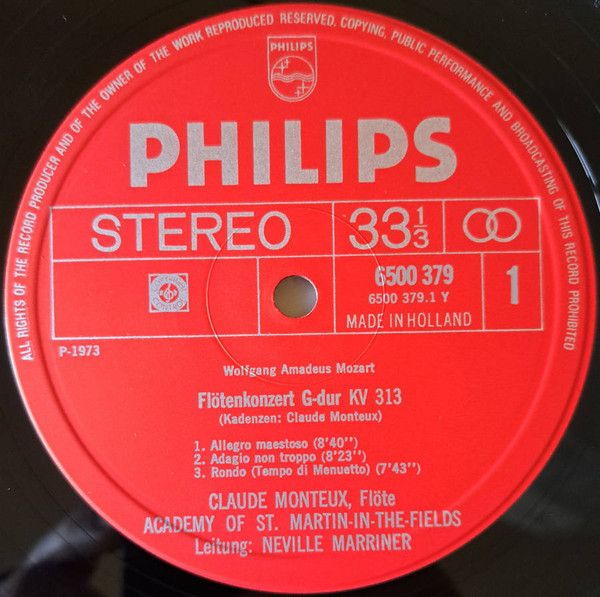 ALL RIGHTS OF THE RECORD PRODUCER AND OF THE OWNER OF THE WORK REPRODUCED RESERVED. COPYING, PUBLIC PERFORMANCE AND BROADCASTING OF THIS RECORD PROHIBITED
PHILIPS
PHILIPS
STEREO
33⅓
6500 379
6500 379.1 Y
MADE IN HOLLAND
1
P-1973
Wolfgang Amadeus Mozart
Flötenkonzert G-dur KV 313
(Kadenzen: Claude Monteux)
1. Allegro maestoso (8'40'')
2. Adagio non troppo (8'23'')
3. Rondo (Tempo di Menuetto) (7'43'')
CLAUDE MONTEUX, Flöte
ACADEMY OF ST. MARTIN-IN-THE-FIELDS
Leitung: NEVILLE MARRINER